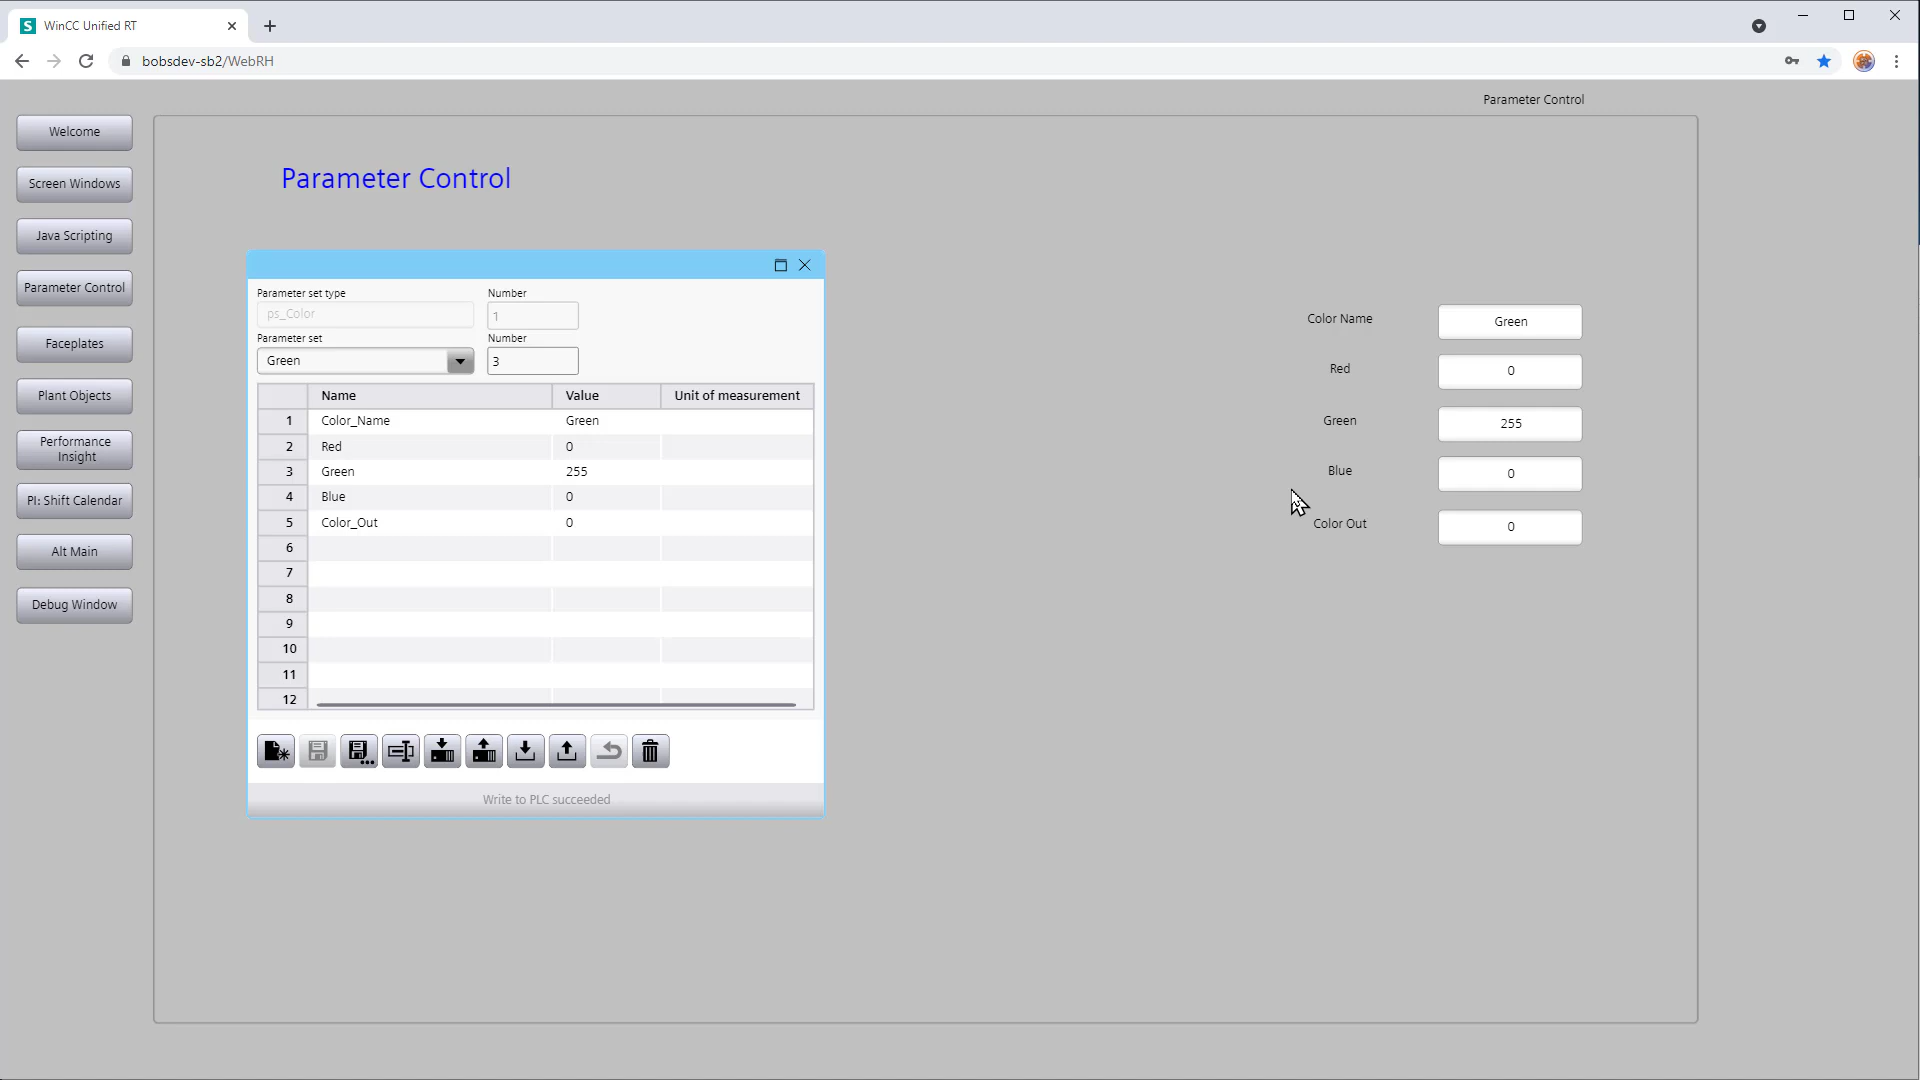 WinCC Unified RT
bobsdev-sb2/WebRH
Parameter Control
Welcome
Screen Windows
Java Scripting
Parameter Control
Faceplates
Plant Objects
Performance
Insight
PI: Shift Calendar
Alt Main
Debug Window
Parameter Control
Parameter set type Number
ps_Color 1
Parameter set Number
Green 3
Name Value Unit of measurement
1 Color_Name Green
2 Red 0
3 Green 255
4 Blue 0
5 Color_Out 0
6
7
8
9
10
11
12
Write to PLC succeeded
Color Name Green
Red 0
Green 255
Blue 0
Color Out 0